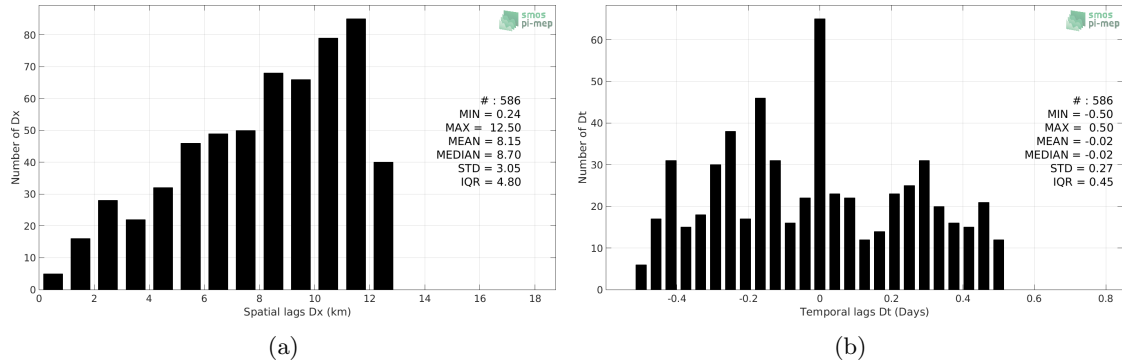 smos
pi-mep
80
70
60
50
40
30
20
10
0
Number of Dx
# : 586
MIN = 0.24
MAX = 12.50
MEAN = 8.15
MEDIAN = 8.70
STD = 3.05
IQR = 4.80
0 2 4 6 8 10 12 14 16 18
Spatial lags Dx (km)
(a)
smos
pi-mep
60
50
40
30
20
10
0
Number of Dt
# : 586
MIN = -0.50
MAX = 0.50
MEAN = -0.02
MEDIAN = -0.02
STD = 0.27
IQR = 0.45
-0.4 -0.2 0 0.2 0.4 0.6 0.8
Temporal lags Dt (Days)
(b)